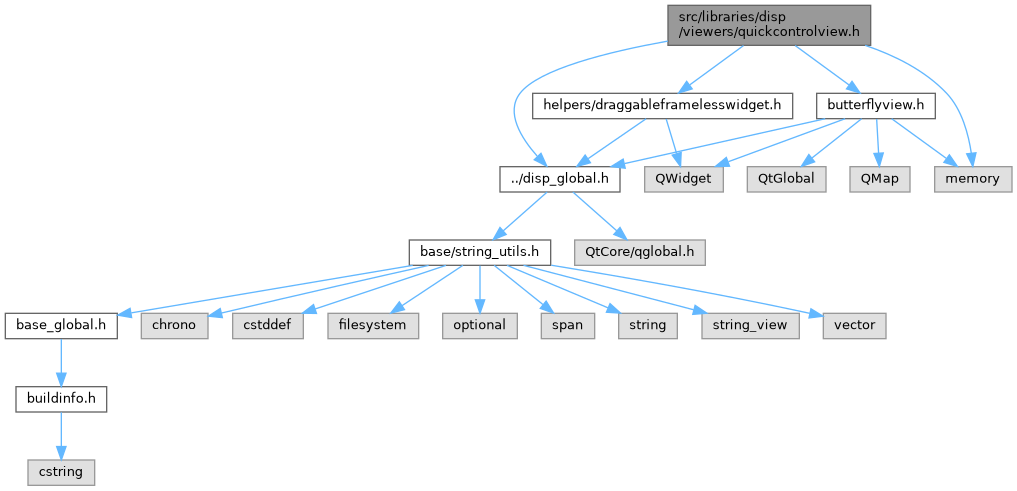 src/libraries/disp
/viewers/quickcontrolview.h
helpers/draggableframelesswidget.h
butterflyview.h
../disp_global.h
QWidget
QtGlobal
QMap
memory
base/string_utils.h
QtCore/qglobal.h
base_global.h
chrono
cstddef
filesystem
optional
span
string
string_view
vector
buildinfo.h
cstring